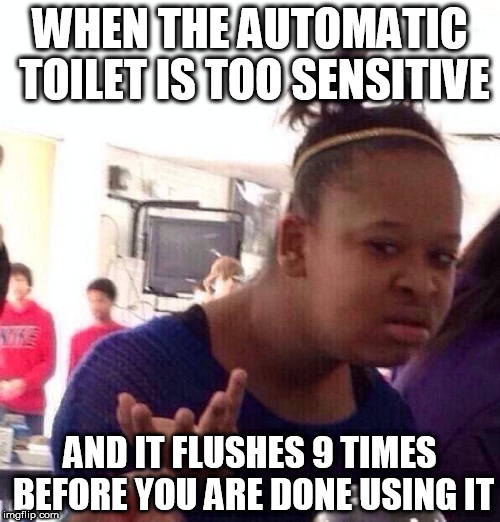 WHEN THE AUTOMATIC
TOILET IS TOO SENSITIVE
NIKE
AND IT FLUSHES 9 TIMES
BEFORE YOU ARE DONE USING IT
imgflip.com